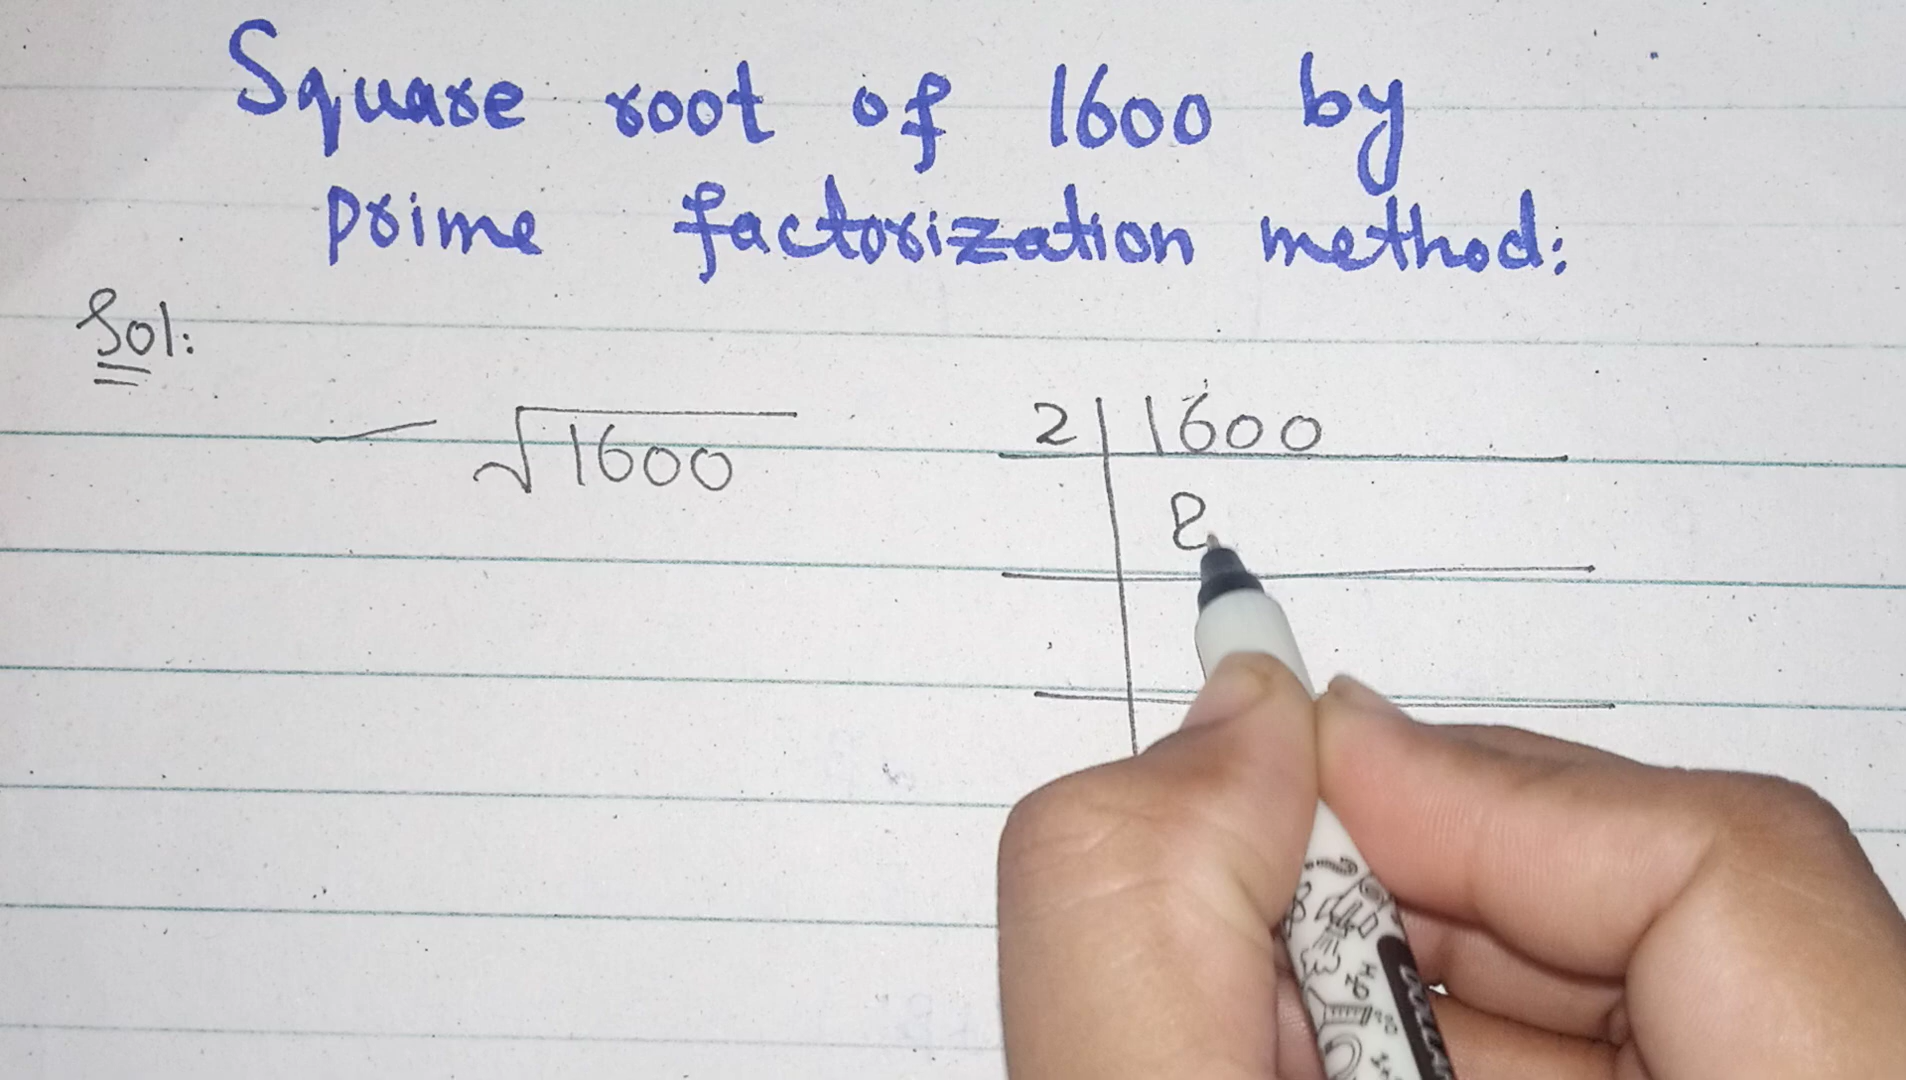 Square root of 1600 by
prime factorization method:
Sol:
√1600
2 | 1600
8